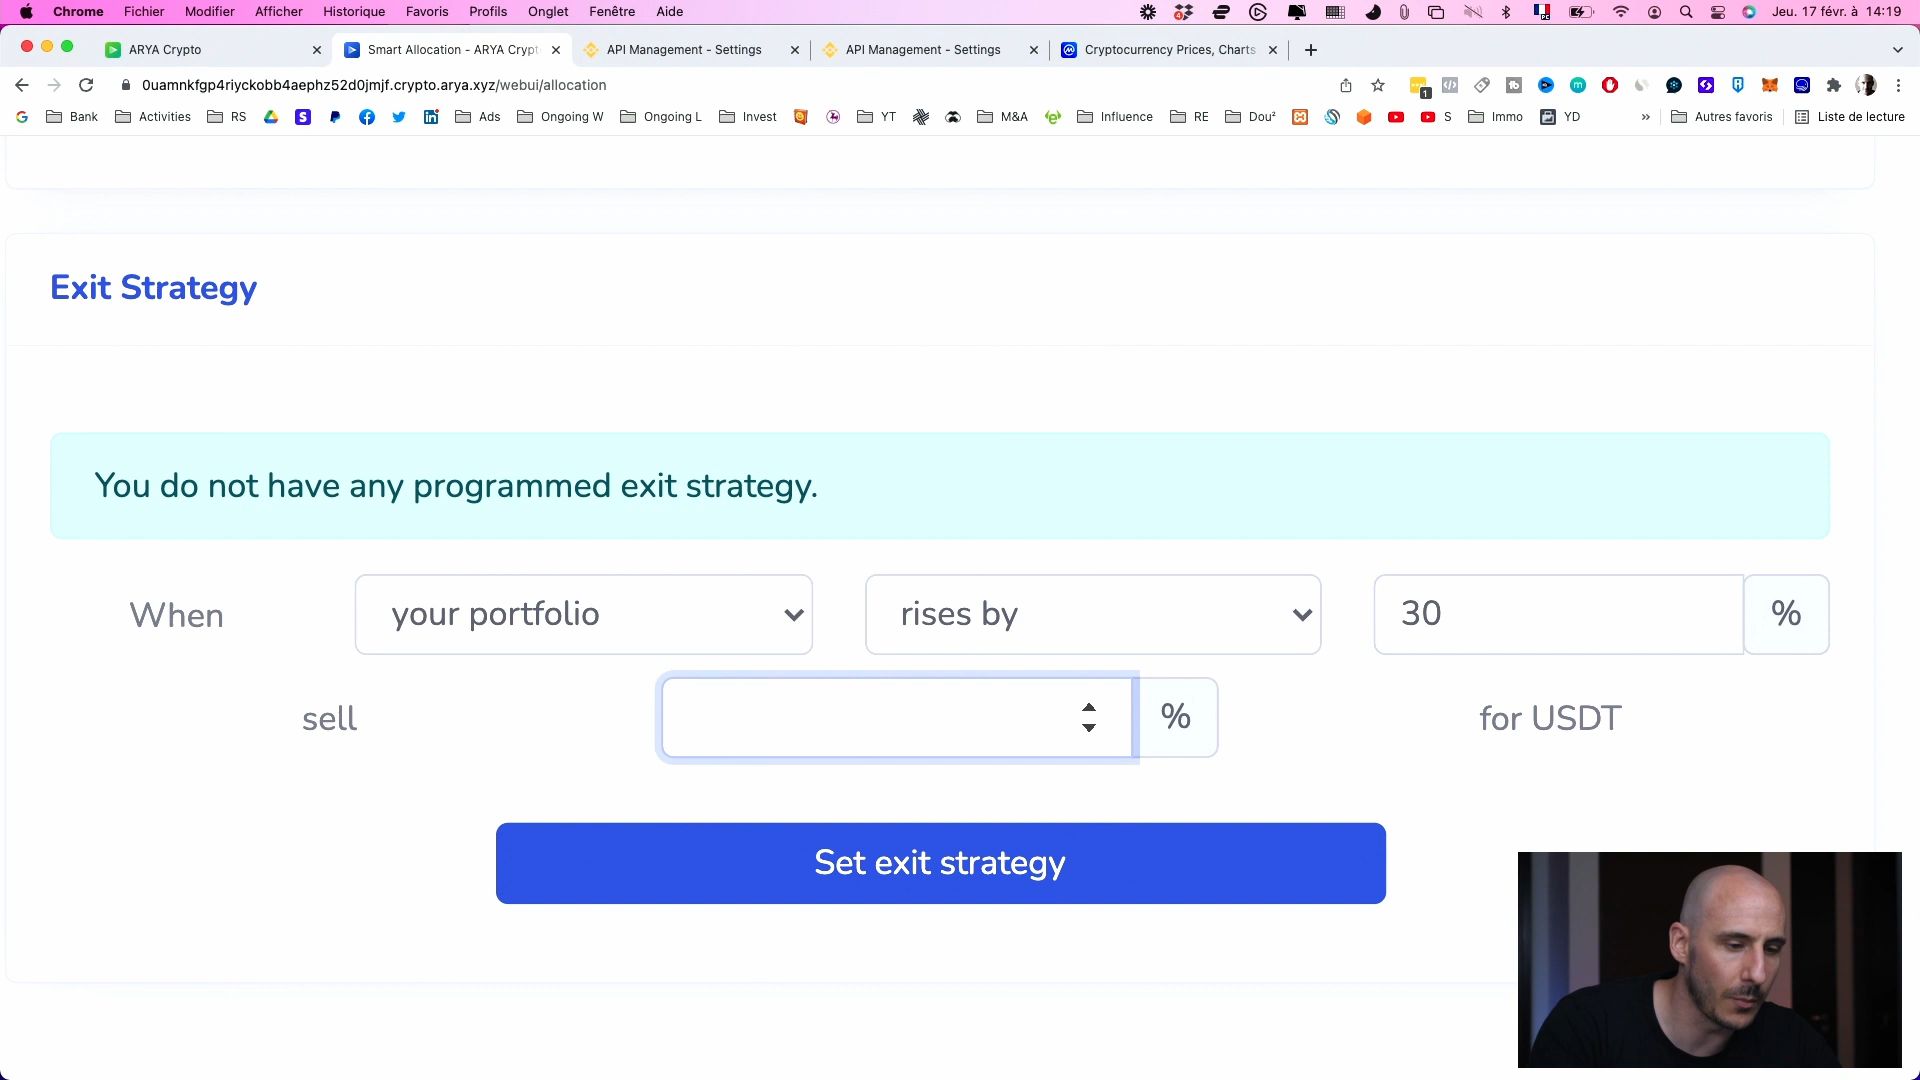 Chrome Fichier Modifier Afficher Historique Favoris Profils Onglet Fenêtre Aide Jeu. 17 févr. à 14:19
ARYA Crypto
Smart Allocation - ARYA Crypt
API Management - Settings
API Management - Settings
Cryptocurrency Prices, Charts
0uamnkfgp4riyckobb4aephz52d0jmjf.crypto.arya.xyz/webui/allocation
Bank Activities RS Ads Ongoing W Ongoing L Invest YT M&A Influence RE Dou² S Immo YD » Autres favoris Liste de lecture
Exit Strategy
You do not have any programmed exit strategy.
When your portfolio rises by 30 %
sell % for USDT
Set exit strategy